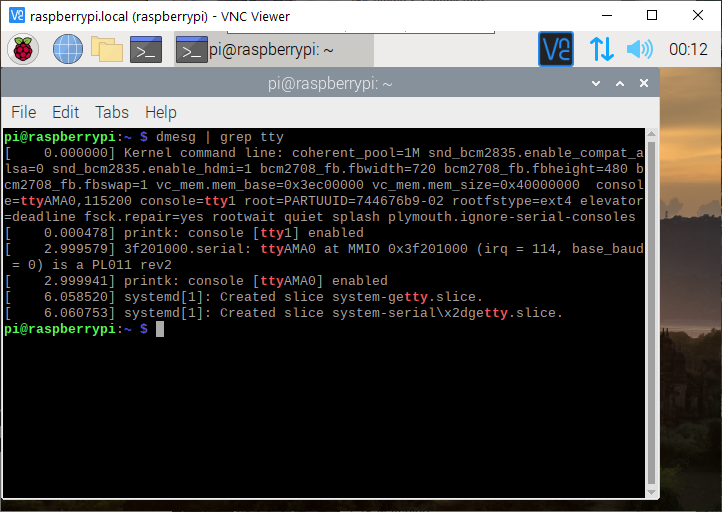 raspberrypi.local (raspberrypi) - VNC Viewer
pi@raspberrypi: ~
00:12
pi@raspberrypi: ~
File Edit Tabs Help
pi@raspberrypi:~ $ dmesg | grep tty
[    0.000000] Kernel command line: coherent_pool=1M snd_bcm2835.enable_compat_a
lsa=0 snd_bcm2835.enable_hdmi=1 bcm2708_fb.fbwidth=720 bcm2708_fb.fbheight=480 b
cm2708_fb.fbswap=1 vc_mem.mem_base=0x3ec00000 vc_mem.mem_size=0x40000000  consol
e=ttyAMA0,115200 console=tty1 root=PARTUUID=744676b9-02 rootfstype=ext4 elevator
=deadline fsck.repair=yes rootwait quiet splash plymouth.ignore-serial-consoles
[    0.000478] printk: console [tty1] enabled
[    2.999579] 3f201000.serial: ttyAMA0 at MMIO 0x3f201000 (irq = 114, base_baud
 = 0) is a PL011 rev2
[    2.999941] printk: console [ttyAMA0] enabled
[    6.058520] systemd[1]: Created slice system-getty.slice.
[    6.060753] systemd[1]: Created slice system-serial\x2dgetty.slice.
pi@raspberrypi:~ $